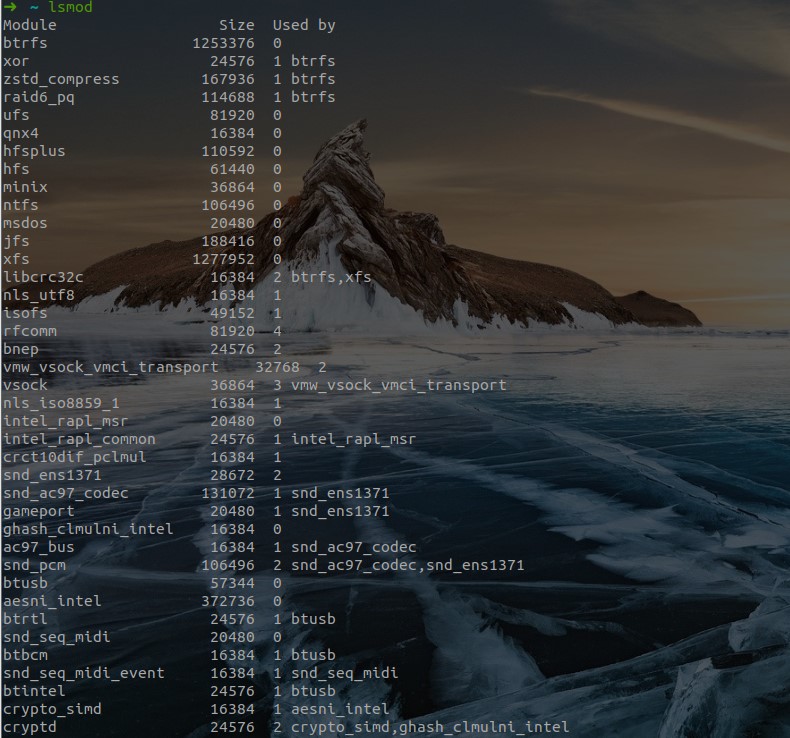 ➜ ~ lsmod
Module Size Used by
btrfs 1253376 0
xor 24576 1 btrfs
zstd_compress 167936 1 btrfs
raid6_pq 114688 1 btrfs
ufs 81920 0
qnx4 16384 0
hfsplus 110592 0
hfs 61440 0
minix 36864 0
ntfs 106496 0
msdos 20480 0
jfs 188416 0
xfs 1277952 0
libcrc32c 16384 2 btrfs,xfs
nls_utf8 16384 1
isofs 49152 1
rfcomm 81920 4
bnep 24576 2
vmw_vsock_vmci_transport 32768 2
vsock 36864 3 vmw_vsock_vmci_transport
nls_iso8859_1 16384 1
intel_rapl_msr 20480 0
intel_rapl_common 24576 1 intel_rapl_msr
crct10dif_pclmul 16384 1
snd_ens1371 28672 2
snd_ac97_codec 131072 1 snd_ens1371
gameport 20480 1 snd_ens1371
ghash_clmulni_intel 16384 0
ac97_bus 16384 1 snd_ac97_codec
snd_pcm 106496 2 snd_ac97_codec,snd_ens1371
btusb 57344 0
aesni_intel 372736 0
btrtl 24576 1 btusb
snd_seq_midi 20480 0
btbcm 16384 1 btusb
snd_seq_midi_event 16384 1 snd_seq_midi
btintel 24576 1 btusb
crypto_simd 16384 1 aesni_intel
cryptd 24576 2 crypto_simd,ghash_clmulni_intel